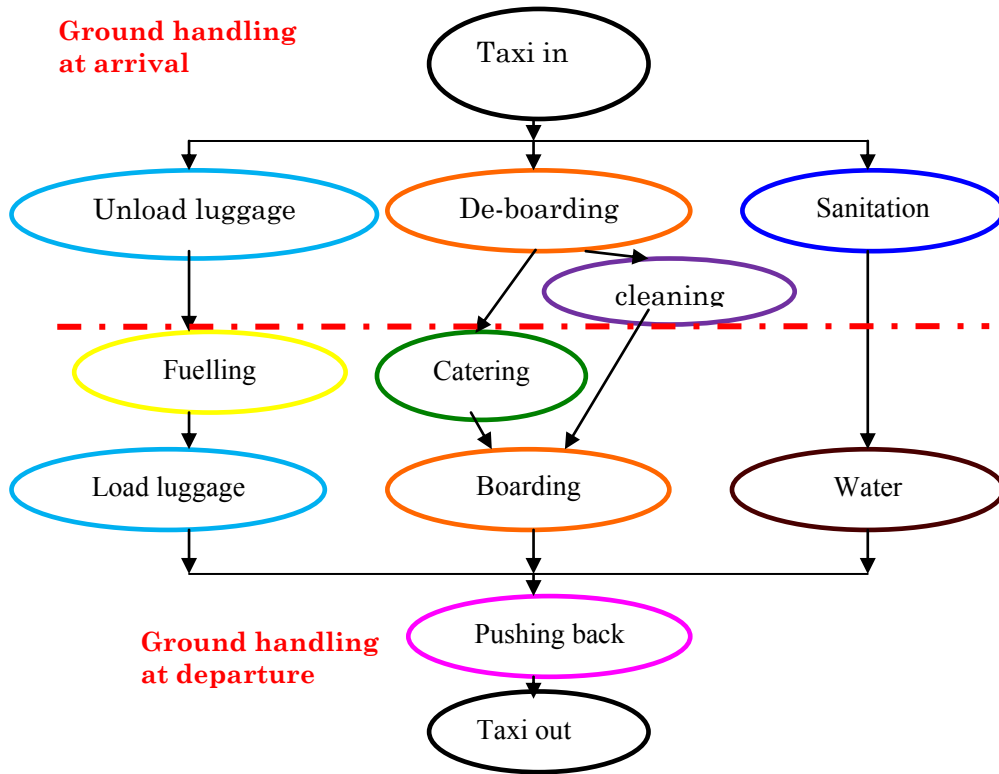 Ground handling
at arrival
Taxi in
Unload luggage
De-boarding
Sanitation
cleaning
Fuelling
Catering
Load luggage
Boarding
Water
Pushing back
Ground handling
at departure
Taxi out